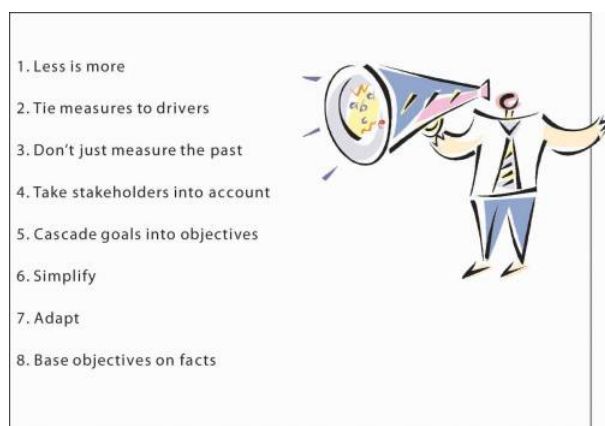 1. Less is more
2. Tie measures to drivers
3. Don't just measure the past
4. Take stakeholders into account
5. Cascade goals into objectives
6. Simplify
7. Adapt
8. Base objectives on facts